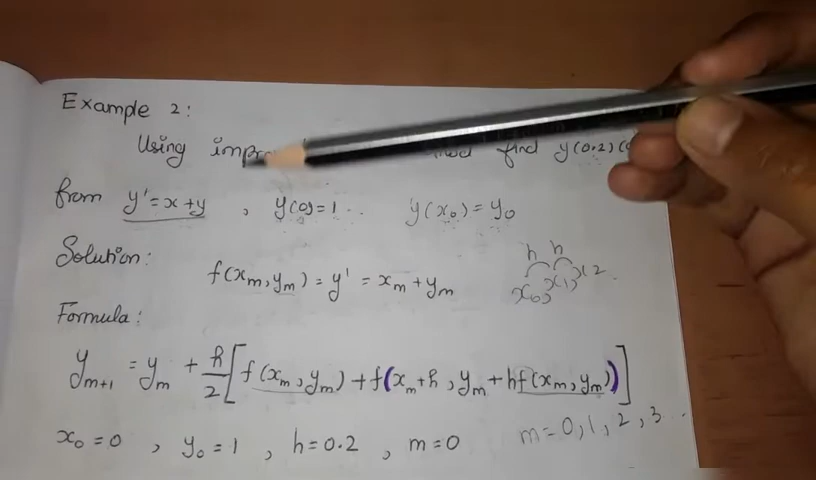 Example 2:
Using find y(0.2)
from y' = x + y , y(0) = 1 .. y(x₀) = y₀
Solution:
h h
x₀, x₁, x2.
f(xₘ, yₘ) = y' = xₘ + yₘ
Formula:
yₘ₊₁ = yₘ + h/2 [f(xₘ, yₘ) + f(xₘ + h, yₘ + hf(xₘ, yₘ))]
x₀ = 0 , y₀ = 1 , h = 0.2 , m = 0 m = 0, 1, 2, 3 ..